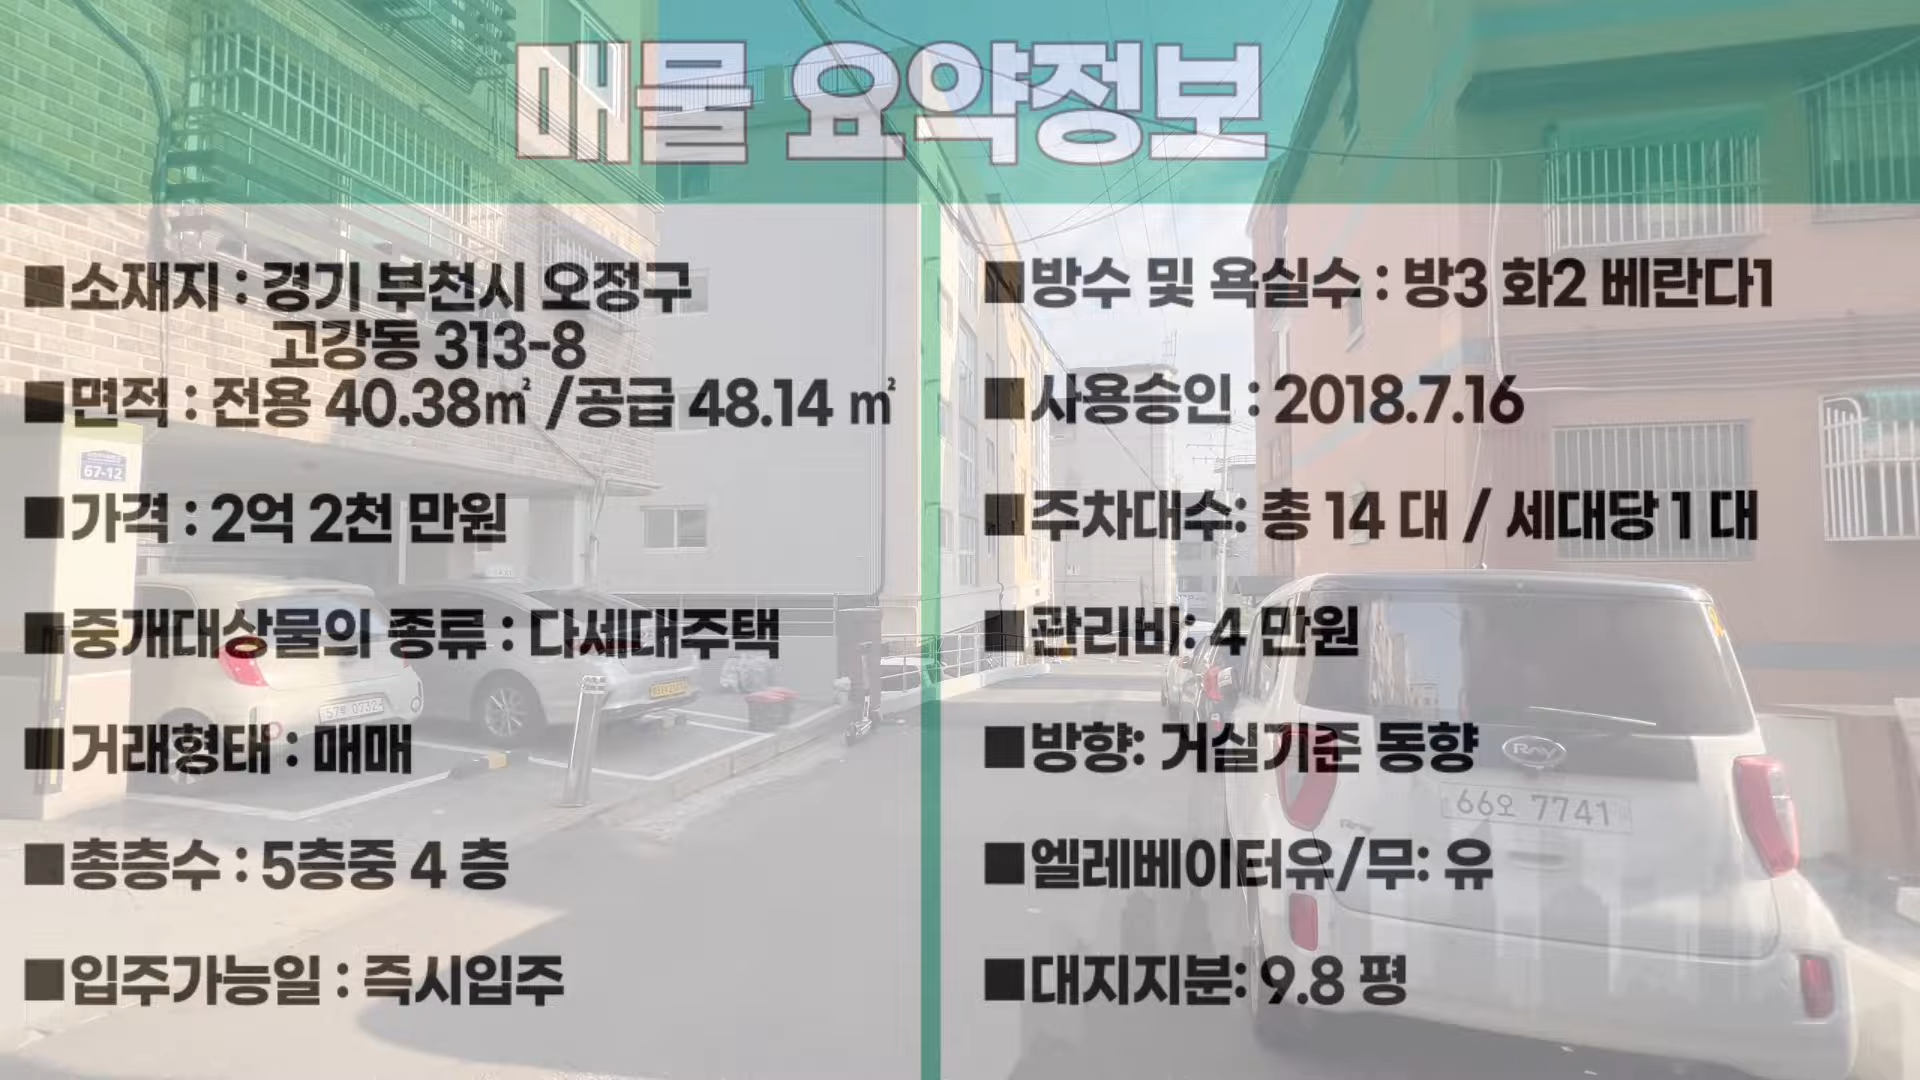 매물 요약정보
■소재지 : 경기 부천시 오정구
고강동 313-8
■면적 : 전용 40.38㎡ /공급 48.14 ㎡
■가격 : 2억 2천 만원
■중개대상물의 종류 : 다세대주택
■거래형태 : 매매
■총층수 : 5층중 4 층
■입주가능일 : 즉시입주
■방수 및 욕실수 : 방3 화2 베란다1
■사용승인 : 2018.7.16
■주차대수: 총 14 대 / 세대당 1 대
■관리비: 4 만원
■방향: 거실기준 동향
■엘레베이터유/무: 유
■대지지분: 9.8 평
67-12
RAY
66오 7741